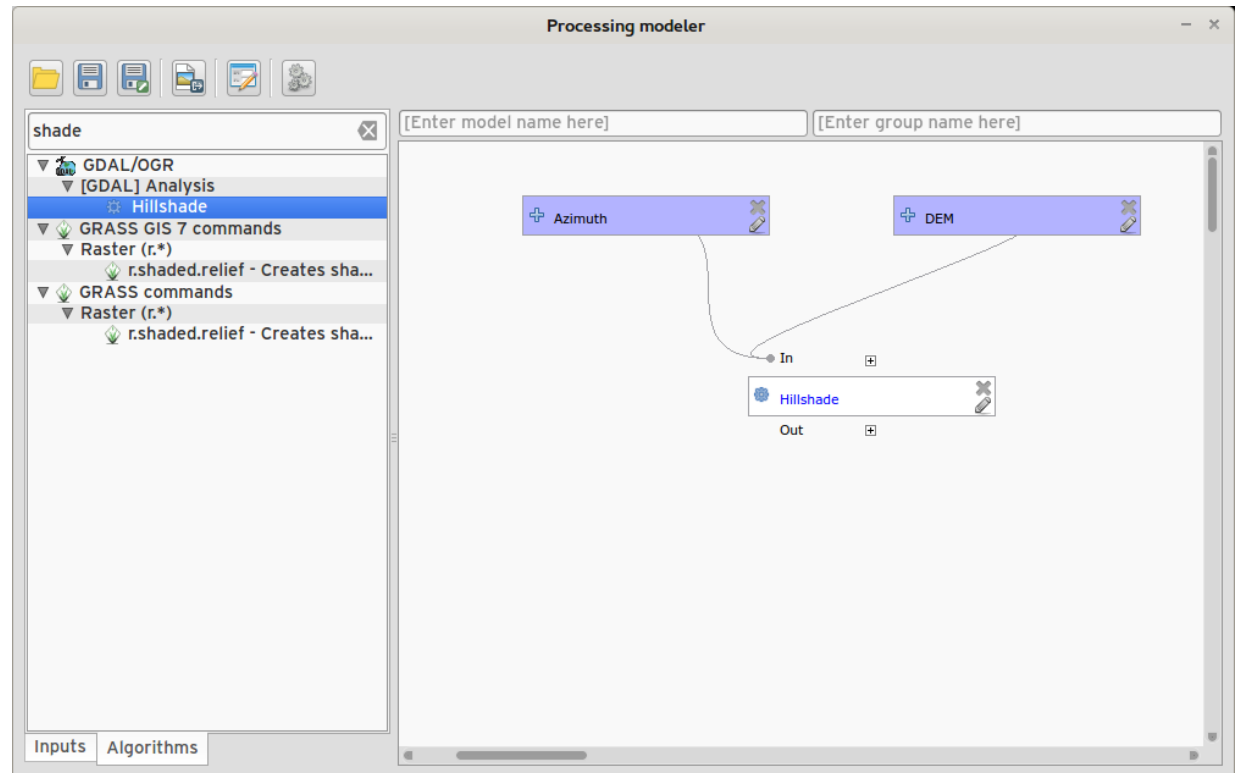 Processing modeler
shade
[Enter model name here]
[Enter group name here]
GDAL/OGR
[GDAL] Analysis
Hillshade
GRASS GIS 7 commands
Raster (r.*)
r.shaded.relief - Creates sha...
GRASS commands
Raster (r.*)
r.shaded.relief - Creates sha...
Azimuth
DEM
In
Hillshade
Out
Inputs
Algorithms